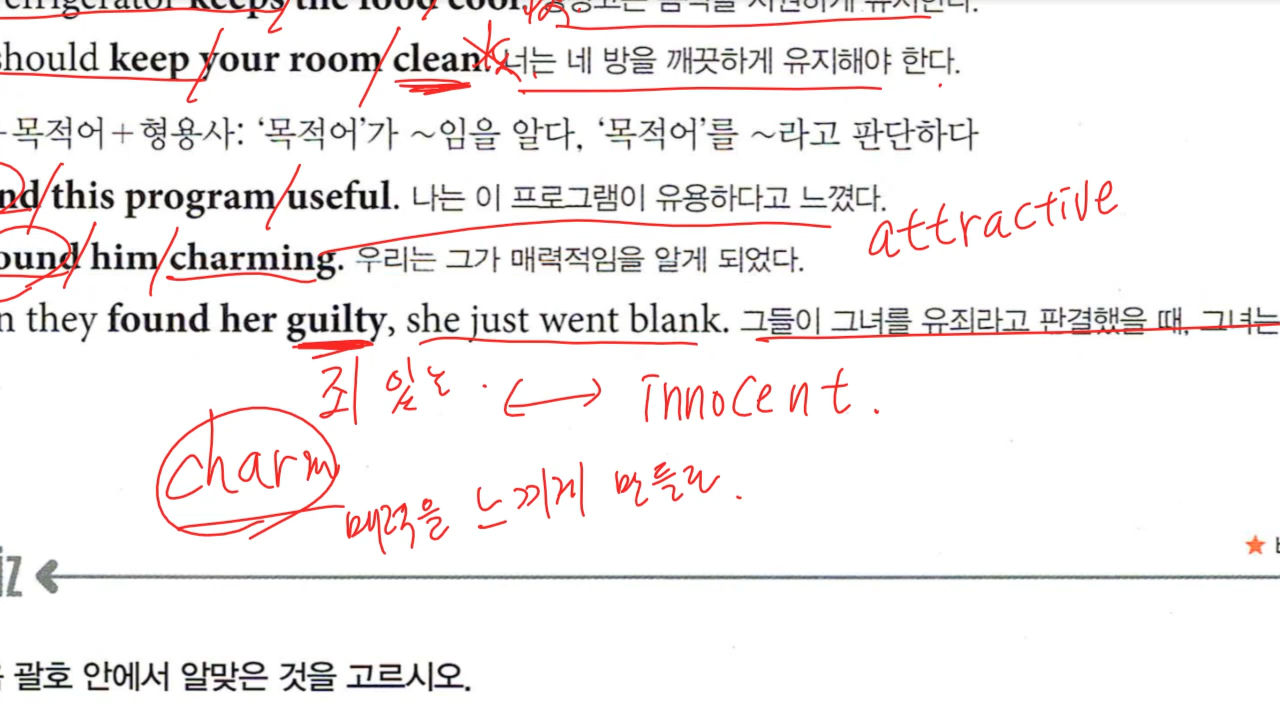 keeps the food cool.
should keep your room clean. 너는 네 방을 깨끗하게 유지해야 한다.
목적어+형용사: ‘목적어’가 ~임을 알다, ‘목적어’를 ~라고 판단하다
this program useful. 나는 이 프로그램이 유용하다고 느꼈다.
attractive
him charming. 우리는 그가 매력적임을 알게 되었다.
they found her guilty, she just went blank. 그들이 그녀를 유죄라고 판결했을 때, 그녀는
죄 있는. ↔ innocent.
charm
매력을 느끼게 만들다.
괄호 안에서 알맞은 것을 고르시오.